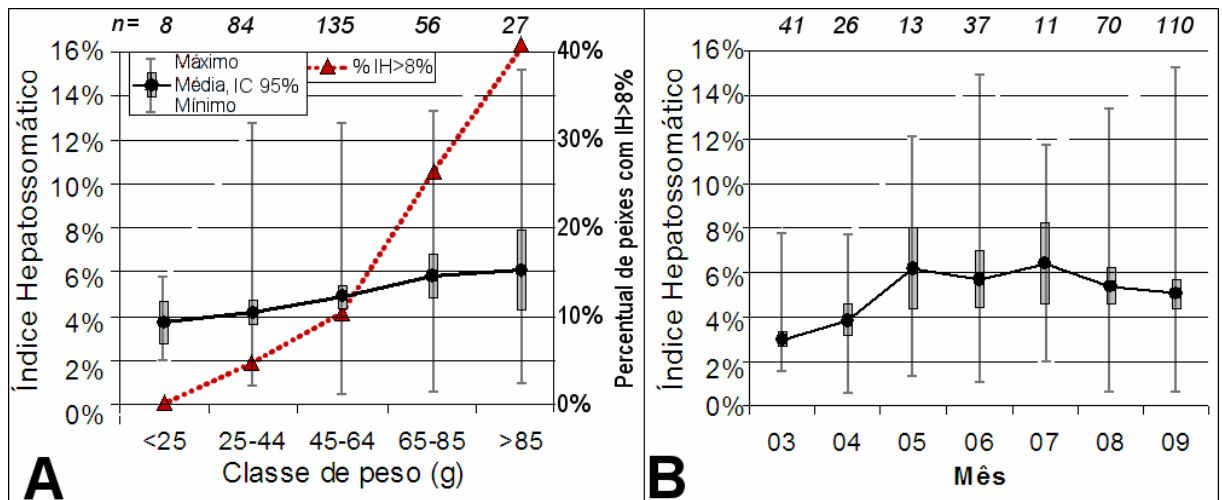 n= 8 84 135 56 27
16% 40%
Máximo
Média, IC 95%
Mínimo
% IH>8%
14%
12% 30%
10%
8% 20%
6%
4% 10%
2%
0% 0%
Índice Hepatossomático
Percentual de peixes com IH>8%
<25 25-44 45-64 65-85 >85
Classe de peso (g)
A
41 26 13 37 11 70 110
16%
14%
12%
10%
8%
6%
4%
2%
0%
Índice Hepatossomático
03 04 05 06 07 08 09
Mês
B